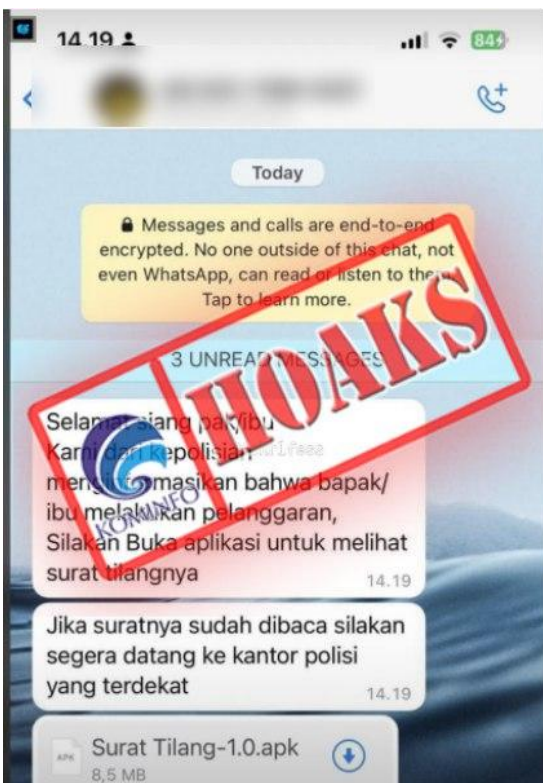 14.19
84
Today
Messages and calls are end-to-end
encrypted. No one outside of this chat, not
even WhatsApp, can read or listen to them.
Tap to learn more.
3 UNREAD MESSAGES
HOAKS
KOMINFO
Selamat siang pak/ibu
Kami dari kepolisian
menginformasikan bahwa bapak/
ibu melakukan pelanggaran,
Silakan Buka aplikasi untuk melihat
surat tilangnya
14.19
Jika suratnya sudah dibaca silakan
segera datang ke kantor polisi
yang terdekat
14.19
APK
Surat Tilang-1.0.apk
8,5 MB